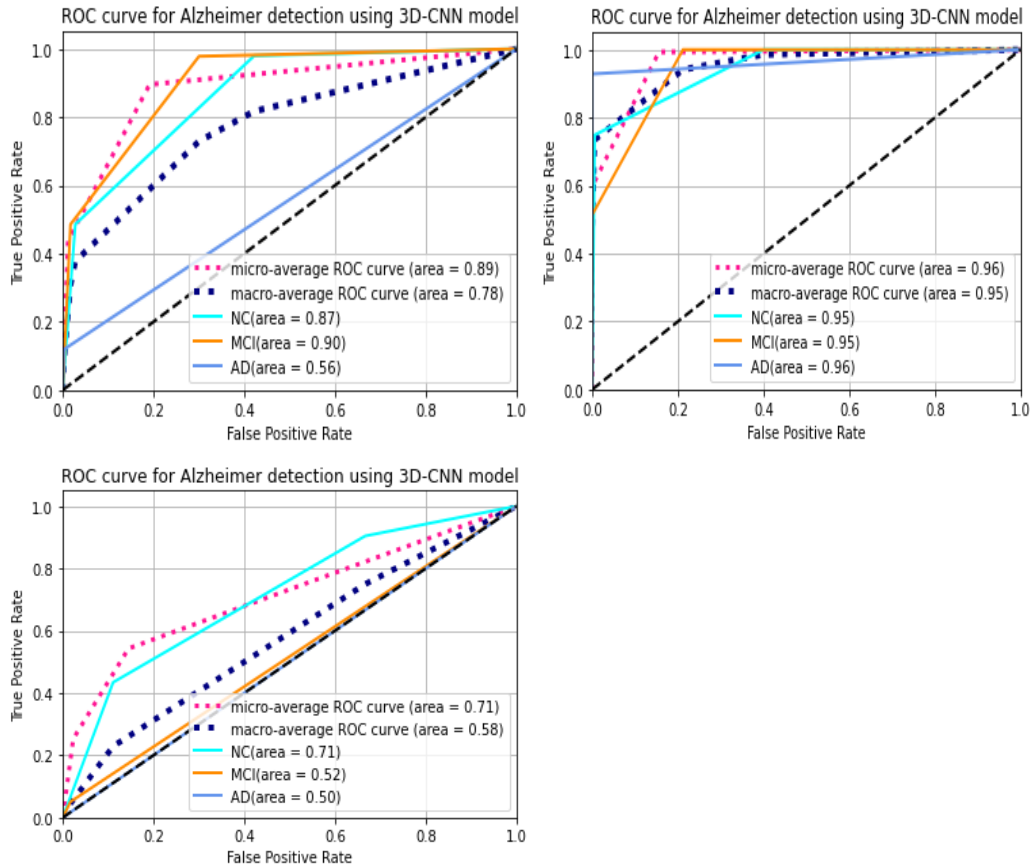 ROC curve for Alzheimer detection using 3D-CNN model
1.0
0.8
0.6
0.4
0.2
0.0
True Positive Rate
micro-average ROC curve (area = 0.89)
macro-average ROC curve (area = 0.78)
NC(area = 0.87)
MCI(area = 0.90)
AD(area = 0.56)
0.0 0.2 0.4 0.6 0.8 1.0
False Positive Rate
ROC curve for Alzheimer detection using 3D-CNN model
1.0
0.8
0.6
0.4
0.2
0.0
True Positive Rate
micro-average ROC curve (area = 0.96)
macro-average ROC curve (area = 0.95)
NC(area = 0.95)
MCI(area = 0.95)
AD(area = 0.96)
0.0 0.2 0.4 0.6 0.8 1.0
False Positive Rate
ROC curve for Alzheimer detection using 3D-CNN model
1.0
0.8
0.6
0.4
0.2
0.0
True Positive Rate
micro-average ROC curve (area = 0.71)
macro-average ROC curve (area = 0.58)
NC(area = 0.71)
MCI(area = 0.52)
AD(area = 0.50)
0.0 0.2 0.4 0.6 0.8 1.0
False Positive Rate